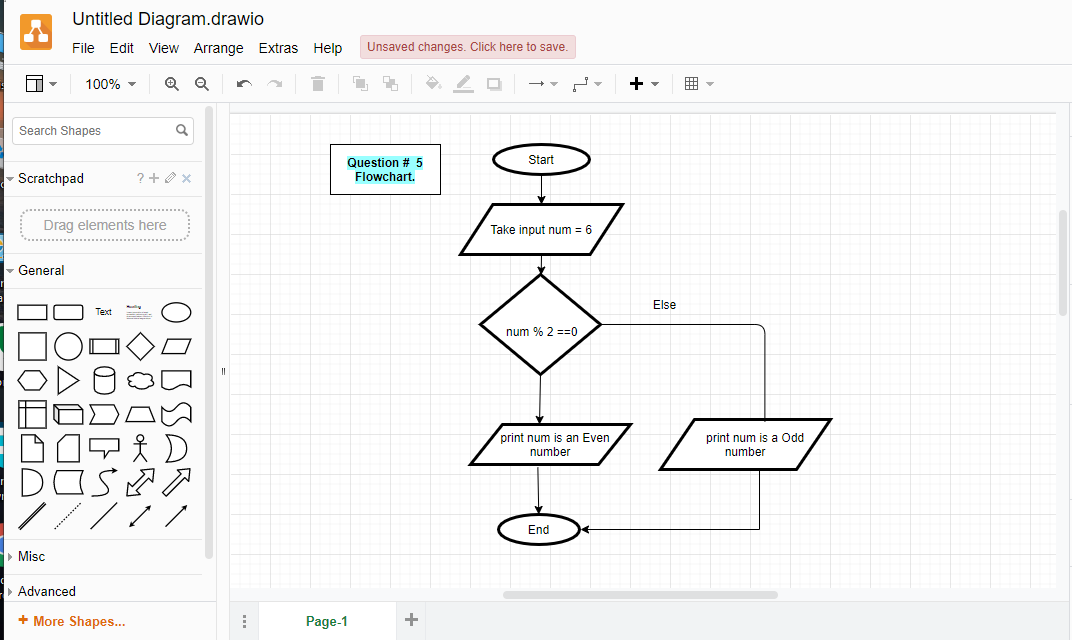 Untitled Diagram.drawio
File Edit View Arrange Extras Help Unsaved changes. Click here to save.
100%
Search Shapes
Scratchpad ?
Drag elements here
General
Text
Misc
Advanced
+ More Shapes...
Question # 5
Flowchart.
Start
Take input num = 6
Else
num % 2 ==0
print num is an Even
number
print num is a Odd
number
End
Page-1